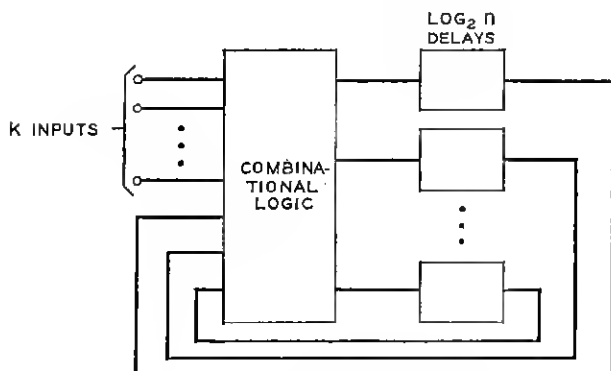 LOG₂ n
DELAYS
K INPUTS
COMBINA-
TIONAL
LOGIC